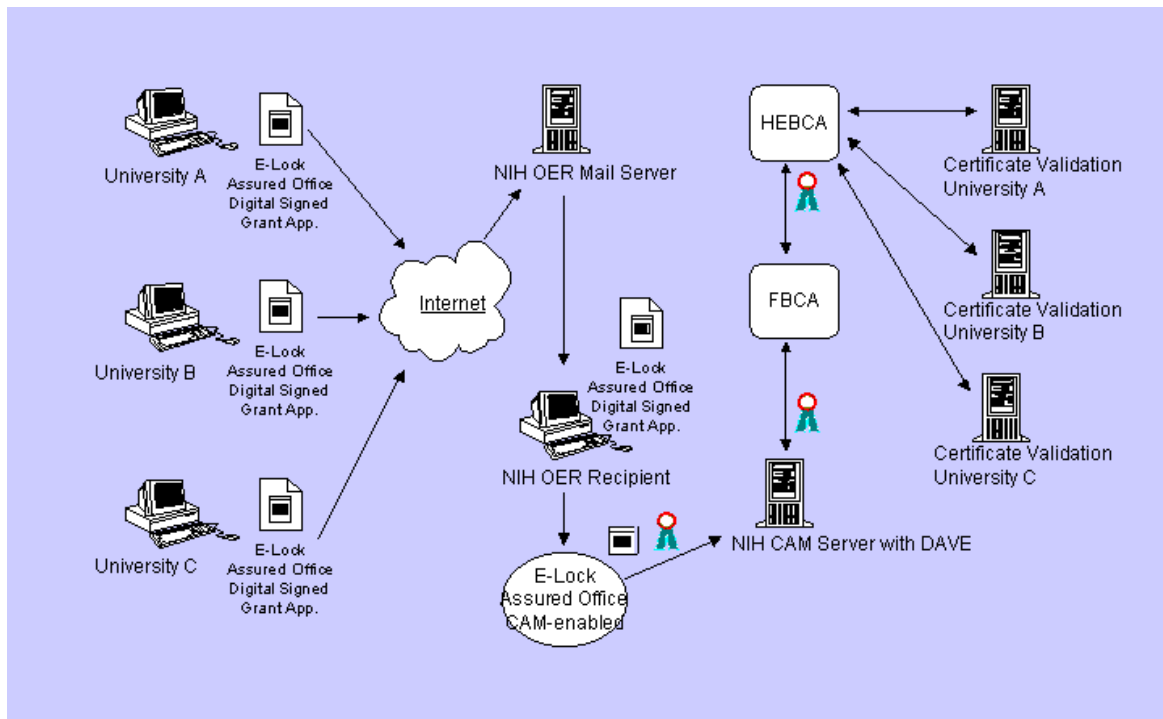 University A
E-Lock
Assured Office
Digital Signed
Grant App.
University B
E-Lock
Assured Office
Digital Signed
Grant App.
University C
E-Lock
Assured Office
Digital Signed
Grant App.
Internet
NIH OER Mail Server
E-Lock
Assured Office
Digital Signed
Grant App.
NIH OER Recipient
E-Lock
Assured Office
CAM-enabled
NIH CAM Server with DAVE
FBCA
HEBCA
Certificate Validation
University A
Certificate Validation
University B
Certificate Validation
University C